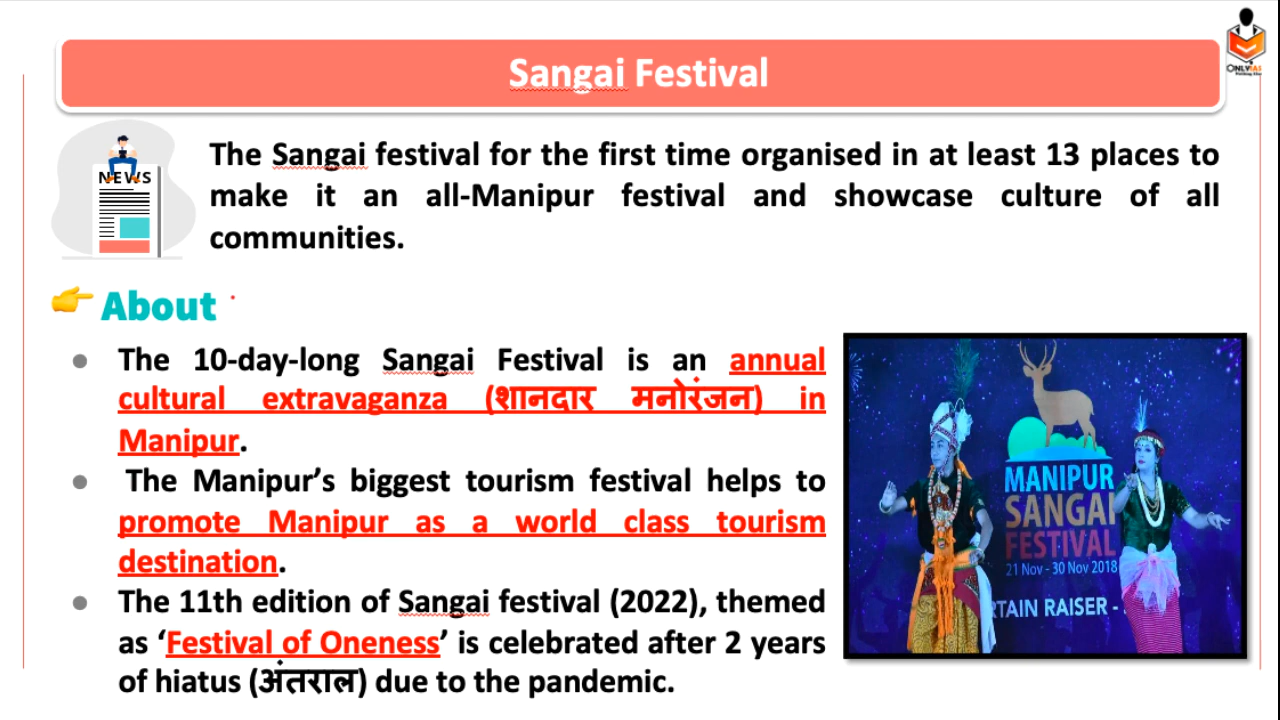 Sangai Festival
ONLYIAS
NEWS
The Sangai festival for the first time organised in at least 13 places to
make it an all-Manipur festival and showcase culture of all
communities.
About
The 10-day-long Sangai Festival is an annual
cultural extravaganza (शानदार मनोरंजन) in
Manipur.
The Manipur’s biggest tourism festival helps to
promote Manipur as a world class tourism
destination.
The 11th edition of Sangai festival (2022), themed
as ‘Festival of Oneness’ is celebrated after 2 years
of hiatus (अंतराल) due to the pandemic.
MANIPUR
SANGAI
FESTIVAL
21 Nov - 30 Nov 2018
RTAIN RAISER -